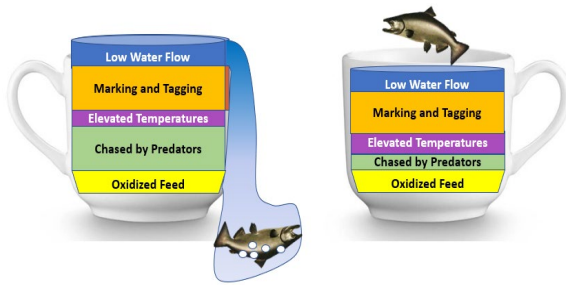 Low Water Flow
Marking and Tagging
Elevated Temperatures
Chased by Predators
Oxidized Feed
Low Water Flow
Marking and Tagging
Elevated Temperatures
Chased by Predators
Oxidized Feed